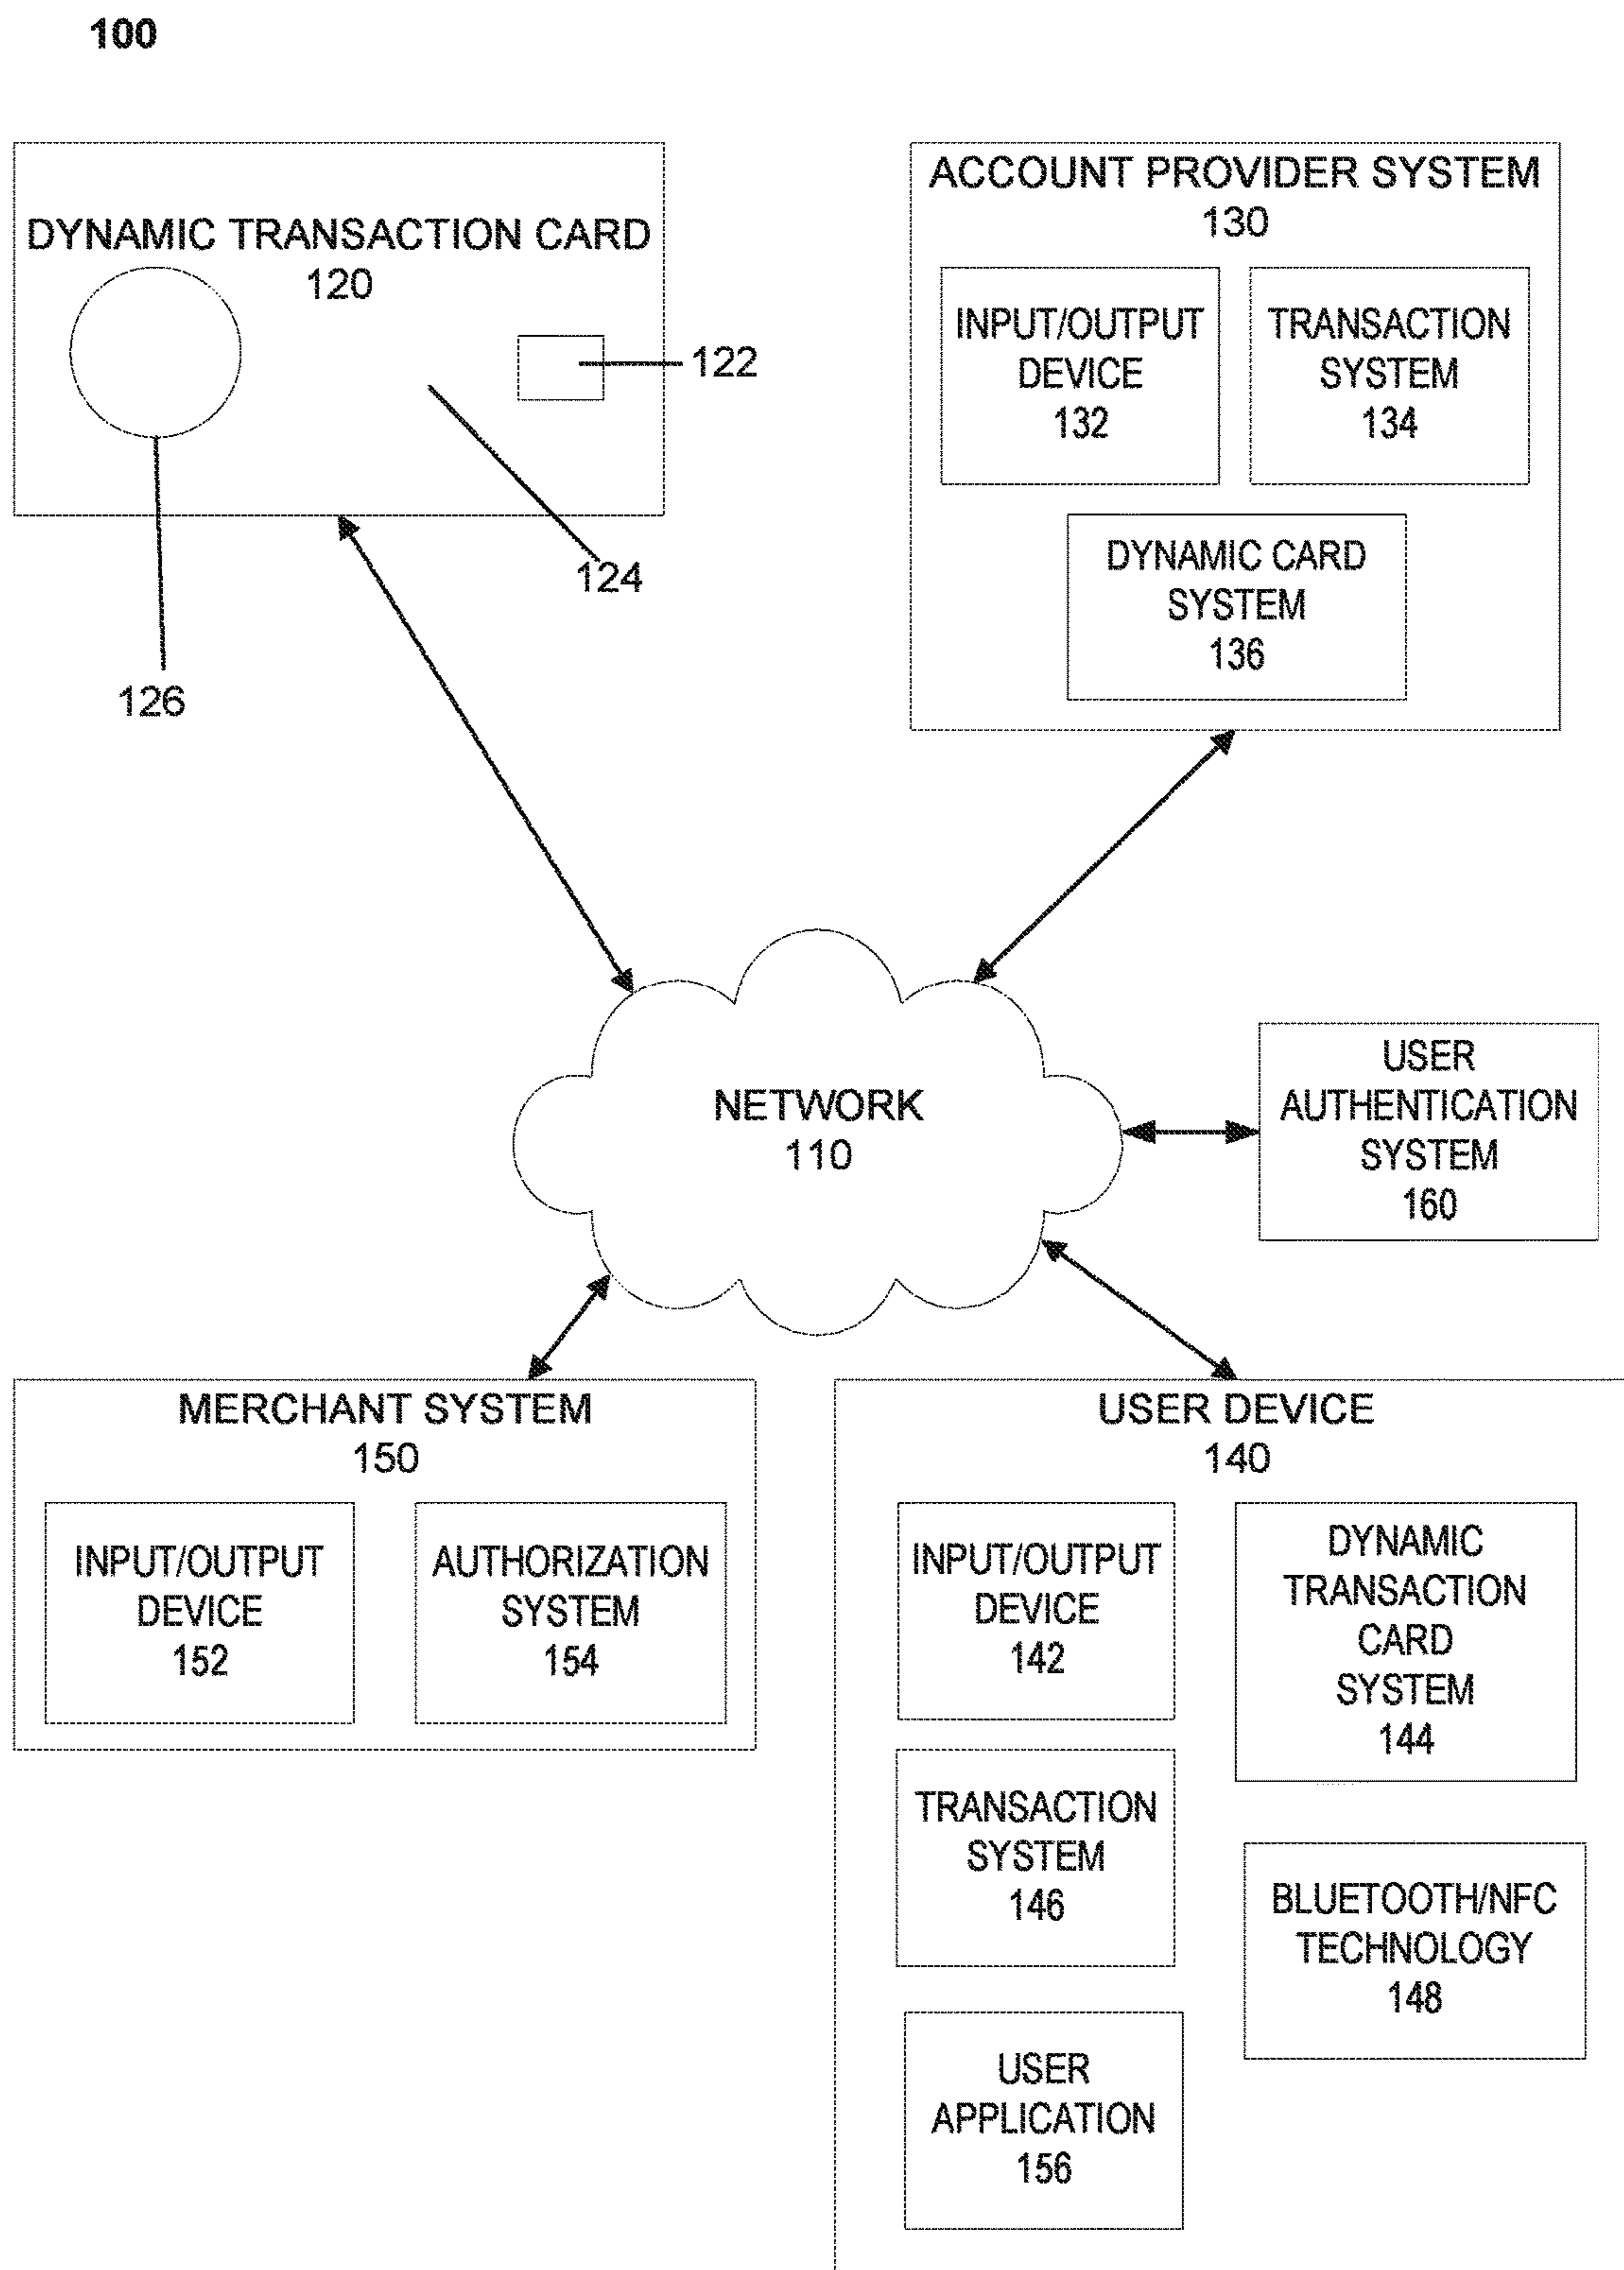 100
DYNAMIC TRANSACTION CARD
120
122
124
126
ACCOUNT PROVIDER SYSTEM
130
INPUT/OUTPUT
DEVICE
132
TRANSACTION
SYSTEM
134
DYNAMIC CARD
SYSTEM
136
NETWORK
110
USER
AUTHENTICATION
SYSTEM
160
MERCHANT SYSTEM
150
INPUT/OUTPUT
DEVICE
152
AUTHORIZATION
SYSTEM
154
USER DEVICE
140
INPUT/OUTPUT
DEVICE
142
DYNAMIC
TRANSACTION
CARD
SYSTEM
144
TRANSACTION
SYSTEM
146
BLUETOOTH/NFC
TECHNOLOGY
148
USER
APPLICATION
156